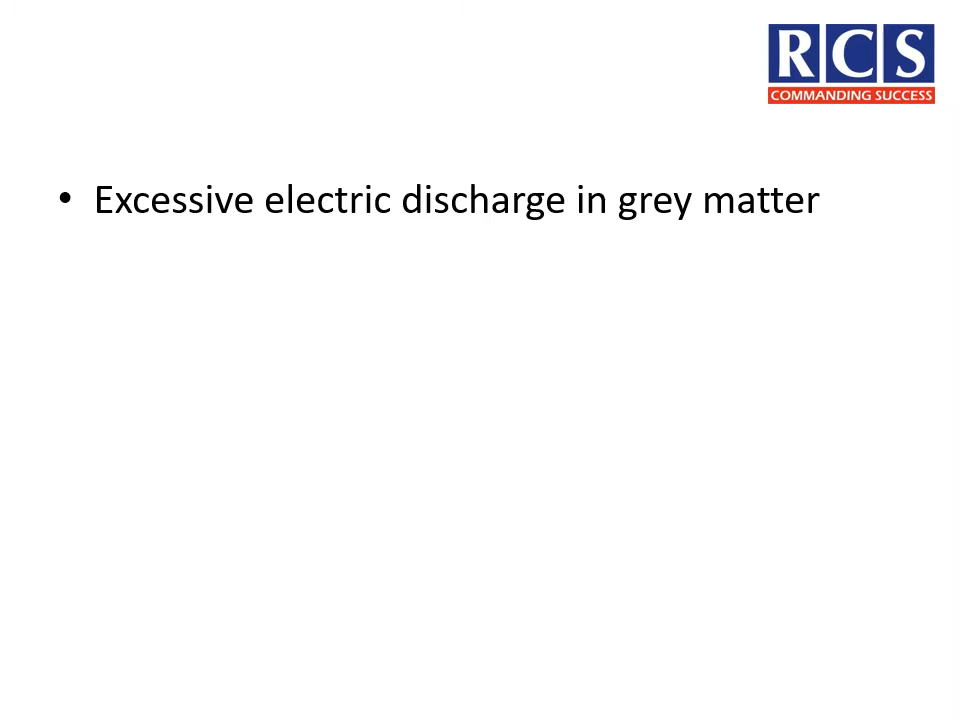 RCS
COMMANDING SUCCESS
• Excessive electric discharge in grey matter